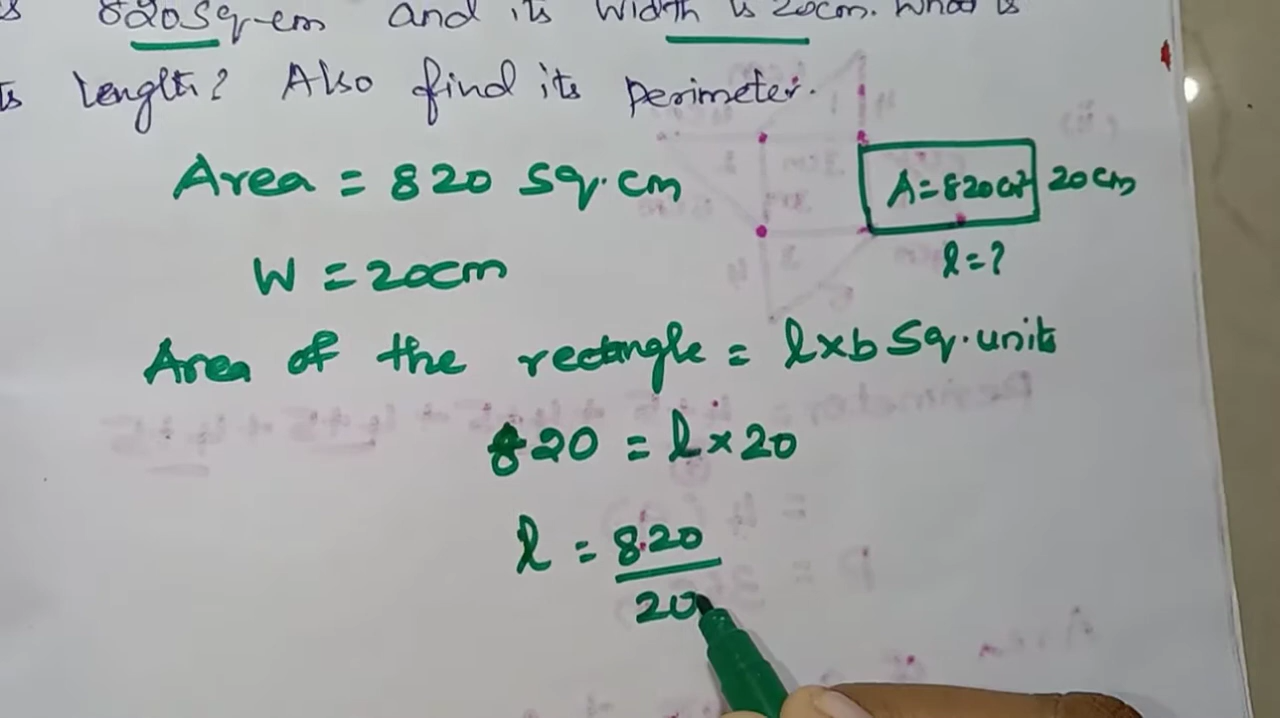 820 sq.cm and its width is 20cm. What is
length? Also find its perimeter.
Area = 820 sq.cm
A=820cm² 20cm
W = 20cm
l=?
Area of the rectangle = l×b sq.units
820 = l×20
l = 820
20